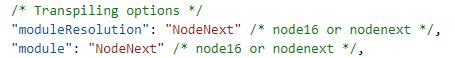 /* Transpiling options */
"moduleResolution": "NodeNext" /* node16 or nodenext */,
"module": "NodeNext" /* node16 or nodenext */,